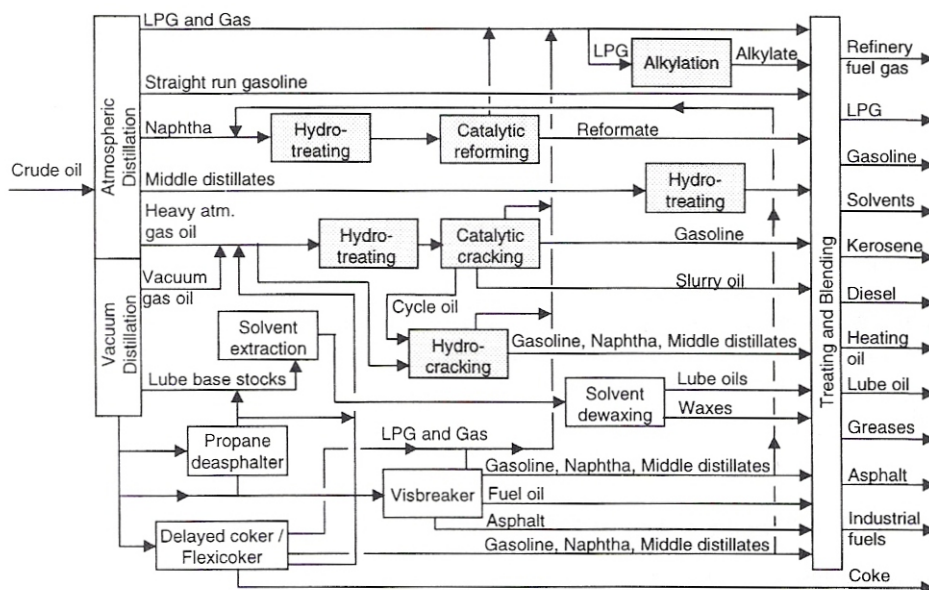 LPG and Gas
LPG
Alkylation
Alkylate
Refinery
fuel gas
Straight run gasoline
LPG
Naphtha
Hydro-
treating
Catalytic
reforming
Reformate
Gasoline
Crude oil
Atmospheric
Distillation
Middle distillates
Hydro-
treating
Solvents
Heavy atm.
gas oil
Hydro-
treating
Catalytic
cracking
Gasoline
Kerosene
Vacuum
gas oil
Slurry oil
Diesel
Vacuum
Distillation
Solvent
extraction
Cycle oil
Hydro-
cracking
Gasoline, Naphtha, Middle distillates
Treating and Blending
Heating
oil
Lube base stocks
Solvent
dewaxing
Lube oils
Waxes
Lube oil
Greases
Propane
deasphalter
LPG and Gas
Visbreaker
Gasoline, Naphtha, Middle distillates
Fuel oil
Asphalt
Asphalt
Delayed coker /
Flexicoker
Gasoline, Naphtha, Middle distillates
Industrial
fuels
Coke